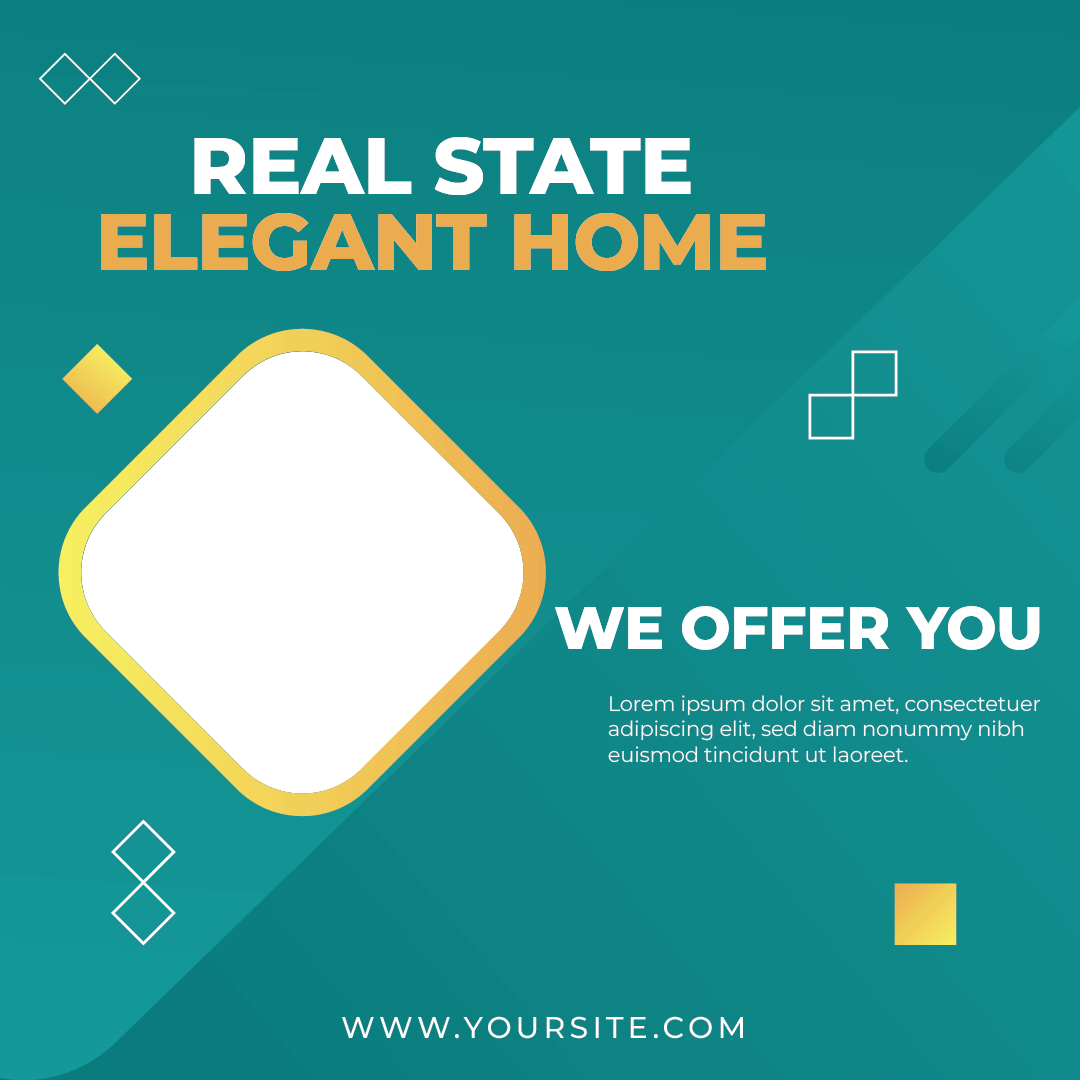 REAL STATE
ELEGANT HOME
WE OFFER YOU
Lorem ipsum dolor sit amet, consectetuer
adipiscing elit, sed diam nonummy nibh
euismod tincidunt ut laoreet.
WWW.YOURSITE.COM